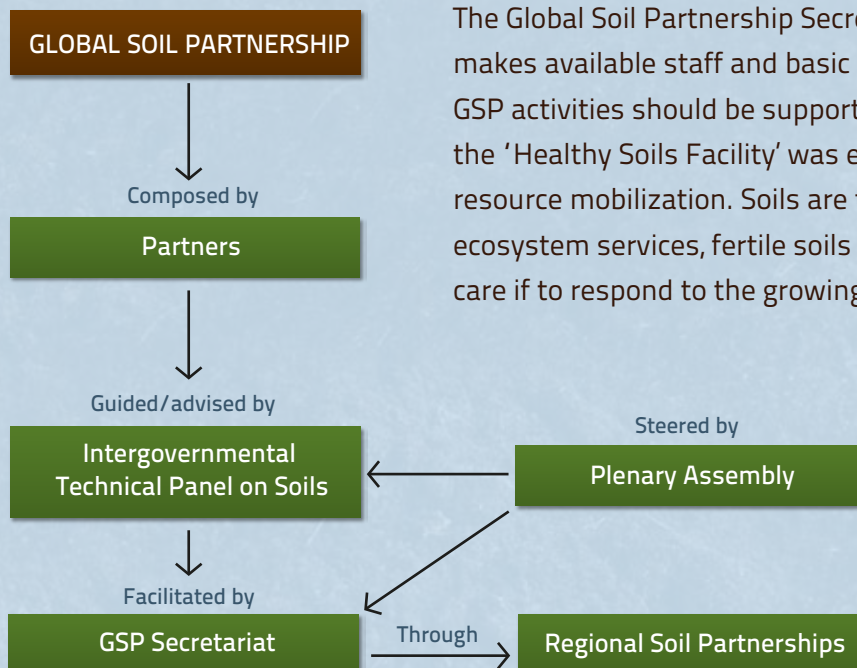 GLOBAL SOIL PARTNERSHIP
Composed by
Partners
Guided/advised by
Intergovernmental
Technical Panel on Soils
Facilitated by
GSP Secretariat
Through
Regional Soil Partnerships
Steered by
Plenary Assembly
The Global Soil Partnership
makes available staff and basic
GSP activities should be
the 'Healthy Soils Facility' was
resource mobilization. Soils are
ecosystem services, fertile soils
care if to respond to the growing